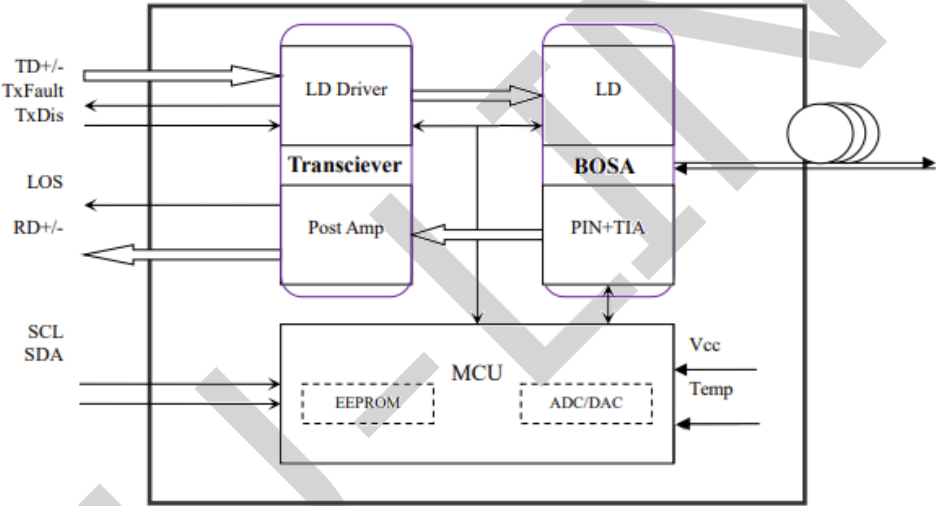 TD+/-
TxFault
TxDis
LOS
RD+/-
SCL
SDA
LD Driver
Transciever
Post Amp
LD
BOSA
PIN+TIA
MCU
EEPROM
ADC/DAC
Vcc
Temp